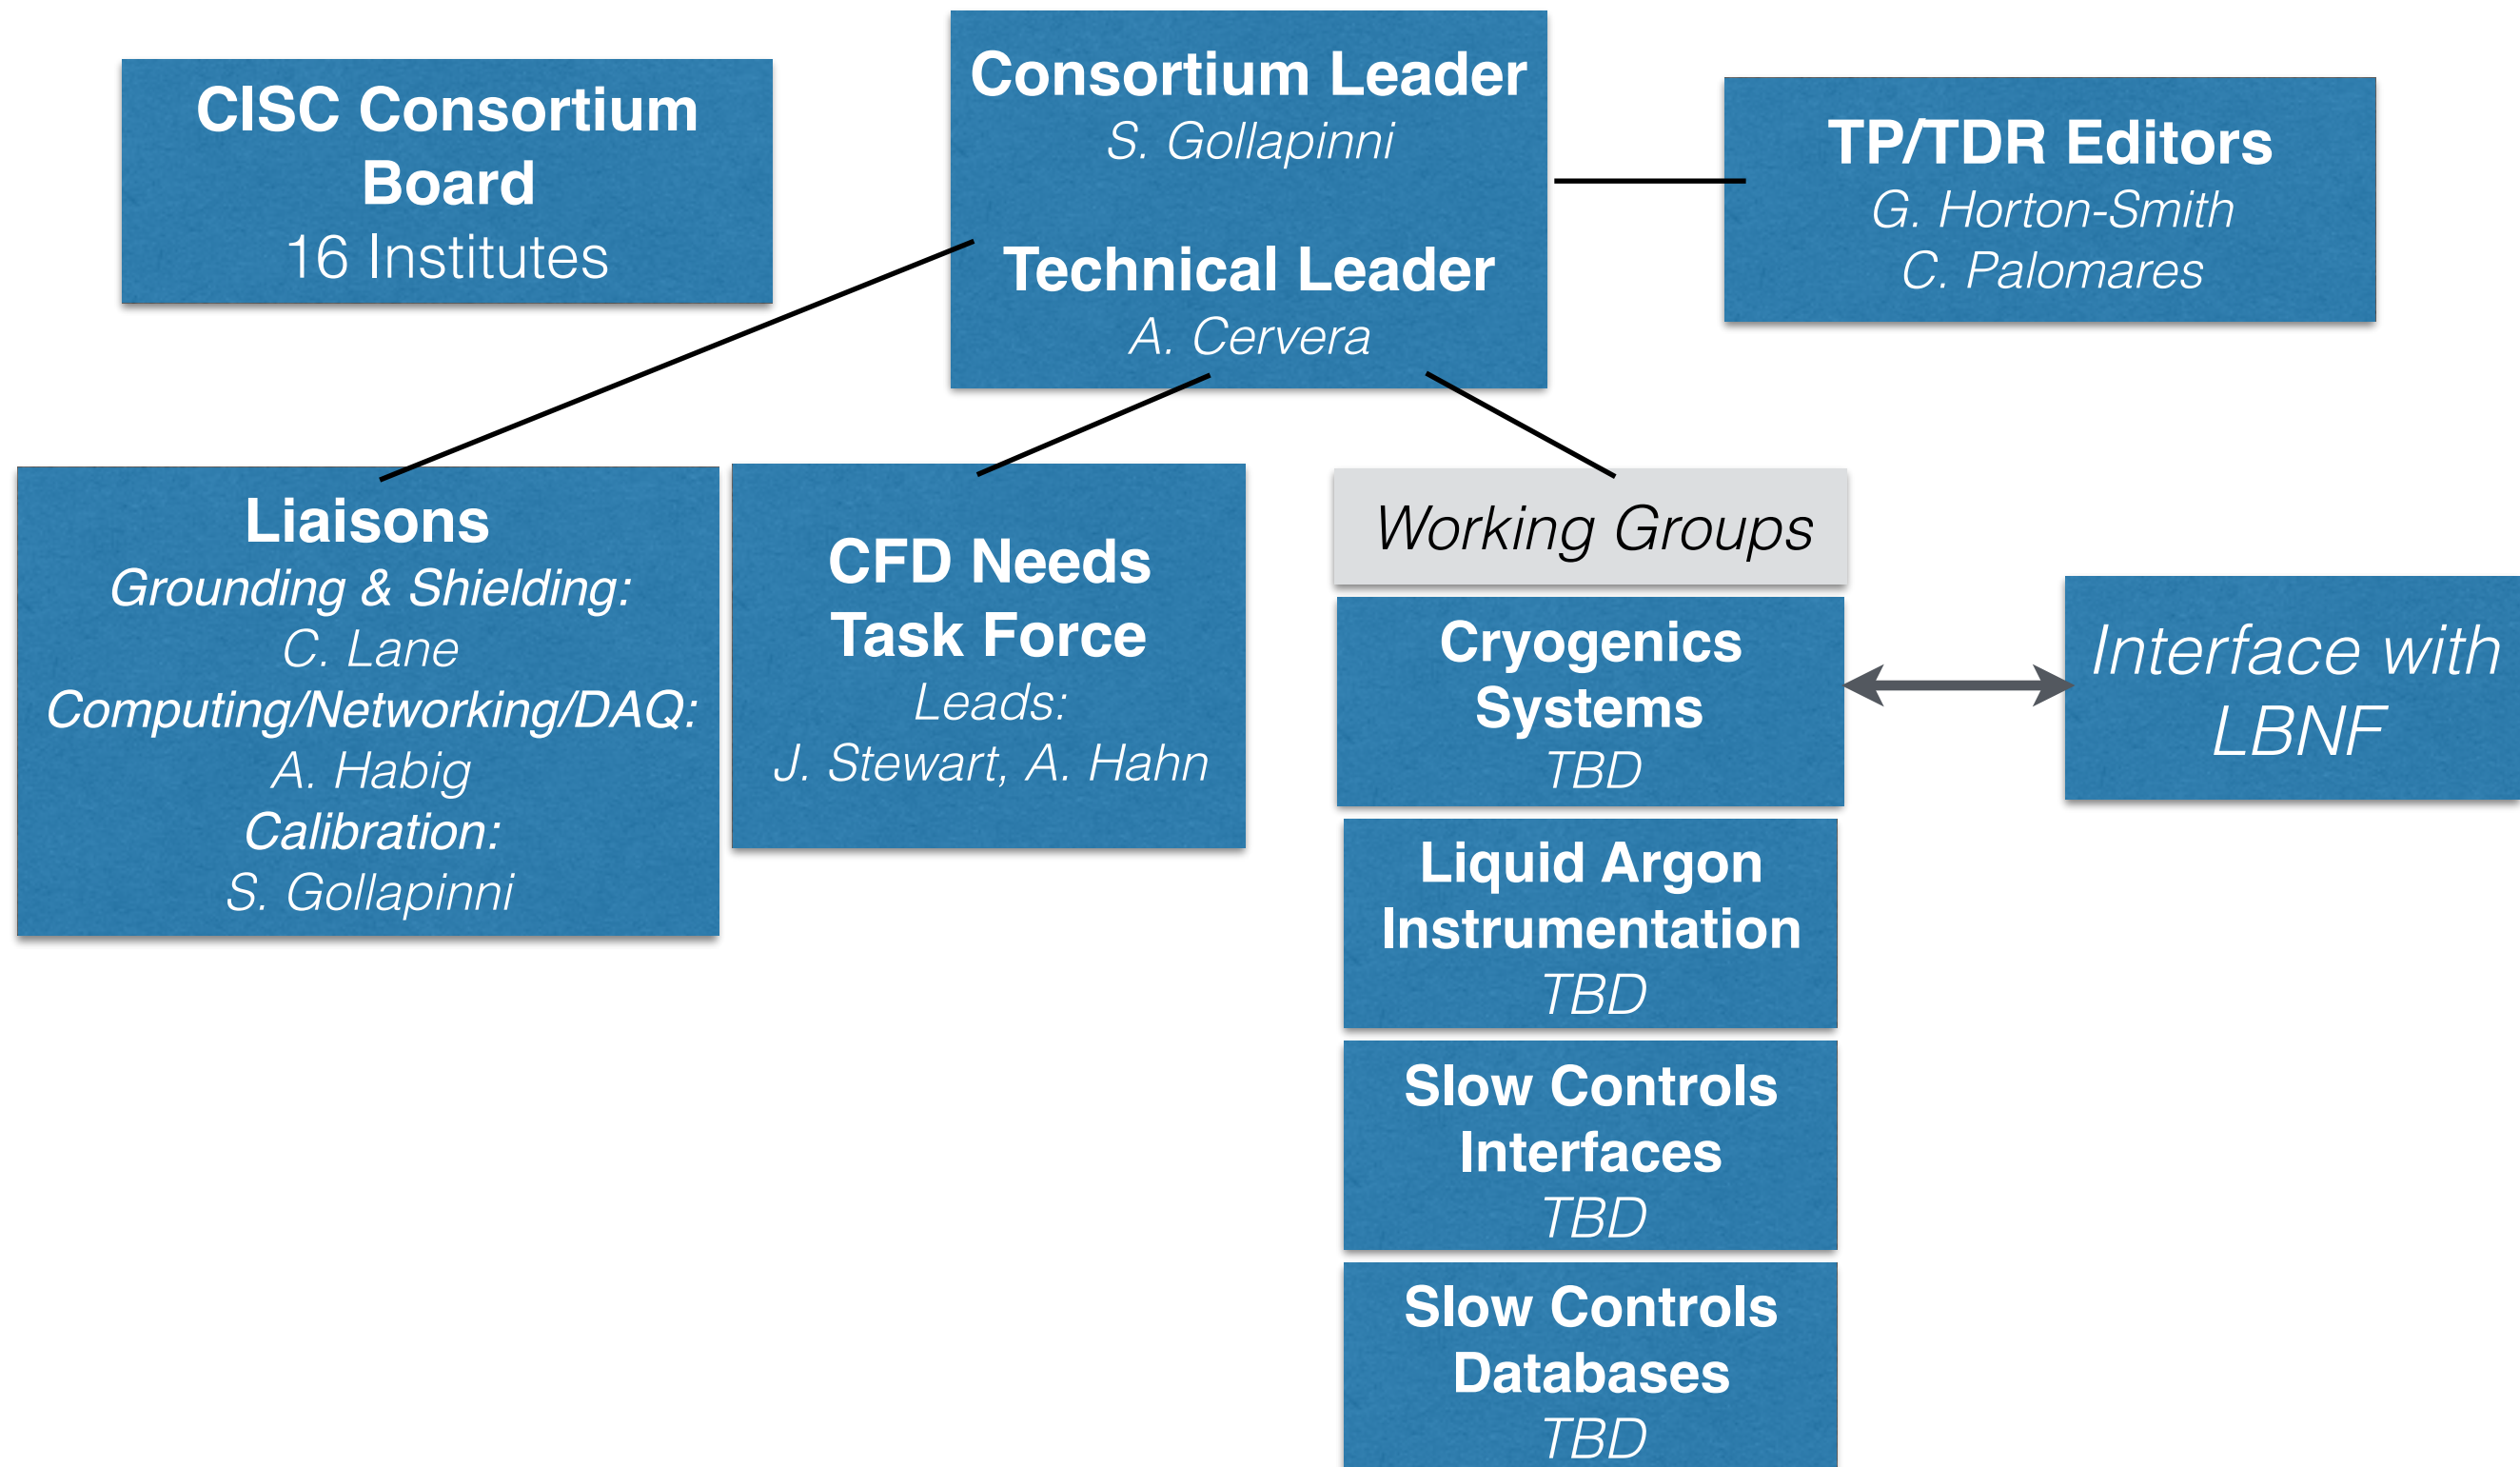 CISC Consortium
Board
16 Institutes
Consortium Leader
S. Gollapinni
Technical Leader
A. Cervera
TP/TDR Editors
G. Horton-Smith
C. Palomares
Liaisons
Grounding & Shielding:
C. Lane
Computing/Networking/DAQ:
A. Habig
Calibration:
S. Gollapinni
CFD Needs
Task Force
Leads:
J. Stewart, A. Hahn
Working Groups
Cryogenics
Systems
TBD
Interface with
LBNF
Liquid Argon
Instrumentation
TBD
Slow Controls
Interfaces
TBD
Slow Controls
Databases
TBD